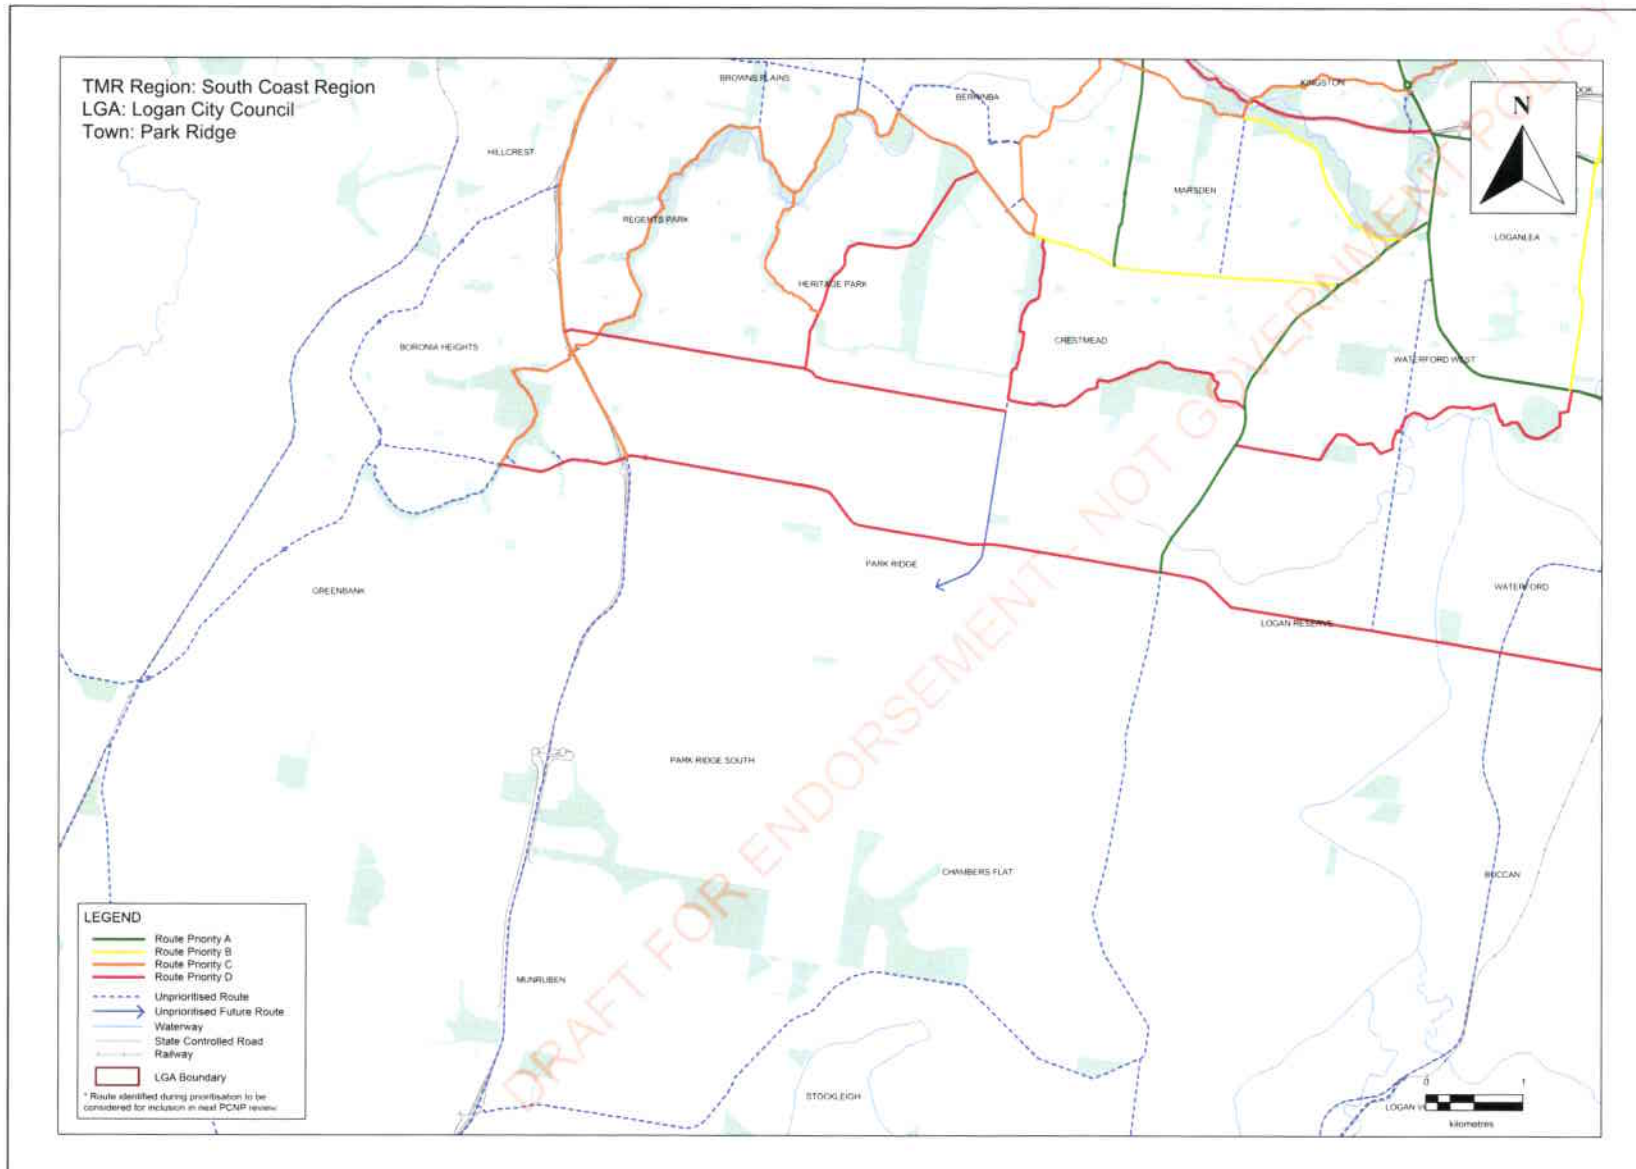 TMR Region: South Coast Region
LGA: Logan City Council
Town: Park Ridge
BROWNS PLAINS
BERRINBA
KINGSTON
N
HILLCREST
MARSDEN
REGENTS PARK
LOGANLEA
HERITAGE PARK
BORONIA HEIGHTS
CRESTMEAD
WATERFORD WEST
PARK RIDGE
GREENBANK
WATERFORD
LOGAN RESERVE
PARK RIDGE SOUTH
CHAMBERS FLAT
BUCCAN
MUNRUBEN
STOCKLEIGH
LOGAN
0 1
kilometres
LEGEND
Route Priority A
Route Priority B
Route Priority C
Route Priority D
Unprioritised Route
Unprioritised Future Route
Waterway
State Controlled Road
Railway
LGA Boundary
* Route identified during prioritisation to be
considered for inclusion in next PCNP review
DRAFT FOR ENDORSEMENT - NOT GOVERNMENT POLICY